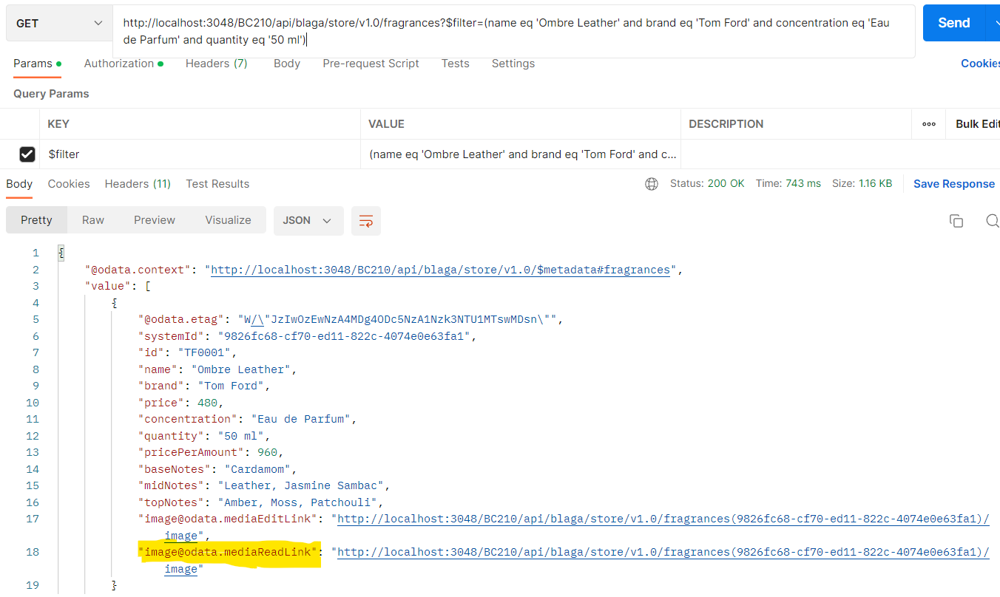 GET
http://localhost:3048/BC210/api/blaga/store/v1.0/fragrances?$filter=(name eq 'Ombre Leather' and brand eq 'Tom Ford' and concentration eq 'Eau
de Parfum' and quantity eq '50 ml')
Send
Params Authorization Headers (7) Body Pre-request Script Tests Settings Cookies
Query Params
KEY VALUE DESCRIPTION ooo Bulk Edit
$filter (name eq 'Ombre Leather' and brand eq 'Tom Ford' and c...
Body Cookies Headers (11) Test Results Status: 200 OK Time: 743 ms Size: 1.16 KB Save Response
Pretty Raw Preview Visualize JSON
1 {
2 "@odata.context": "http://localhost:3048/BC210/api/blaga/store/v1.0/$metadata#fragrances",
3 "value": [
4 {
5 "@odata.etag": "W/\"JzIwOzEwNzA4MDg4ODc5NzA1Nzk3NTU1MTswMDsn\"",
6 "systemId": "9826fc68-cf70-ed11-822c-4074e0e63fa1",
7 "id": "TF0001",
8 "name": "Ombre Leather",
9 "brand": "Tom Ford",
10 "price": 480,
11 "concentration": "Eau de Parfum",
12 "quantity": "50 ml",
13 "pricePerAmount": 960,
14 "baseNotes": "Cardamom",
15 "midNotes": "Leather, Jasmine Sambac",
16 "topNotes": "Amber, Moss, Patchouli",
17 "image@odata.mediaEditLink": "http://localhost:3048/BC210/api/blaga/store/v1.0/fragrances(9826fc68-cf70-ed11-822c-4074e0e63fa1)/
image",
18 "image@odata.mediaReadLink": "http://localhost:3048/BC210/api/blaga/store/v1.0/fragrances(9826fc68-cf70-ed11-822c-4074e0e63fa1)/
image"
19 }